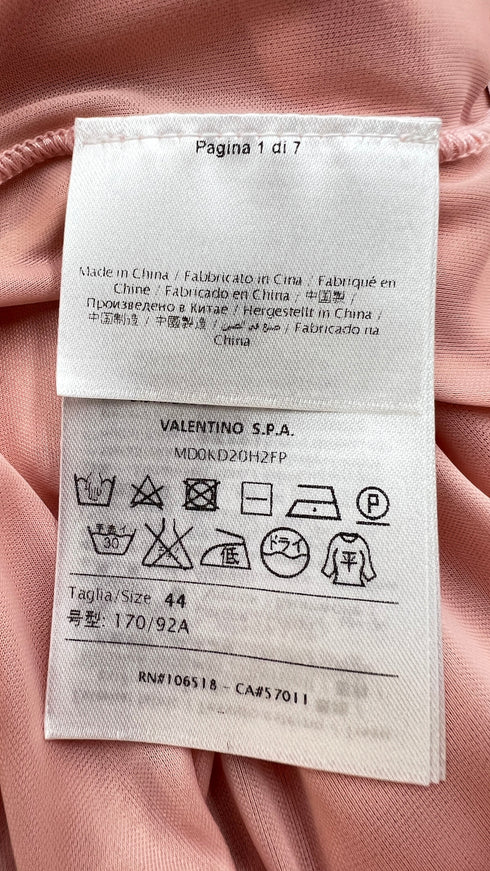 Pagina 1 di 7
Made in China / Fabbricato in Cina / Fabriqué en
Chine / Fabricado en China / 中国製 /
Произведено в Китае / Hergestellt in China /
中国制造 / 中國製造 / صنع في الصين / Fabricado na
China
VALENTINO S.P.A.
MD0KD20H2FP
P
手洗イ 30 低 ドライ 平
Taglia/Size 44
号型: 170/92A
RN#106518 - CA#57011